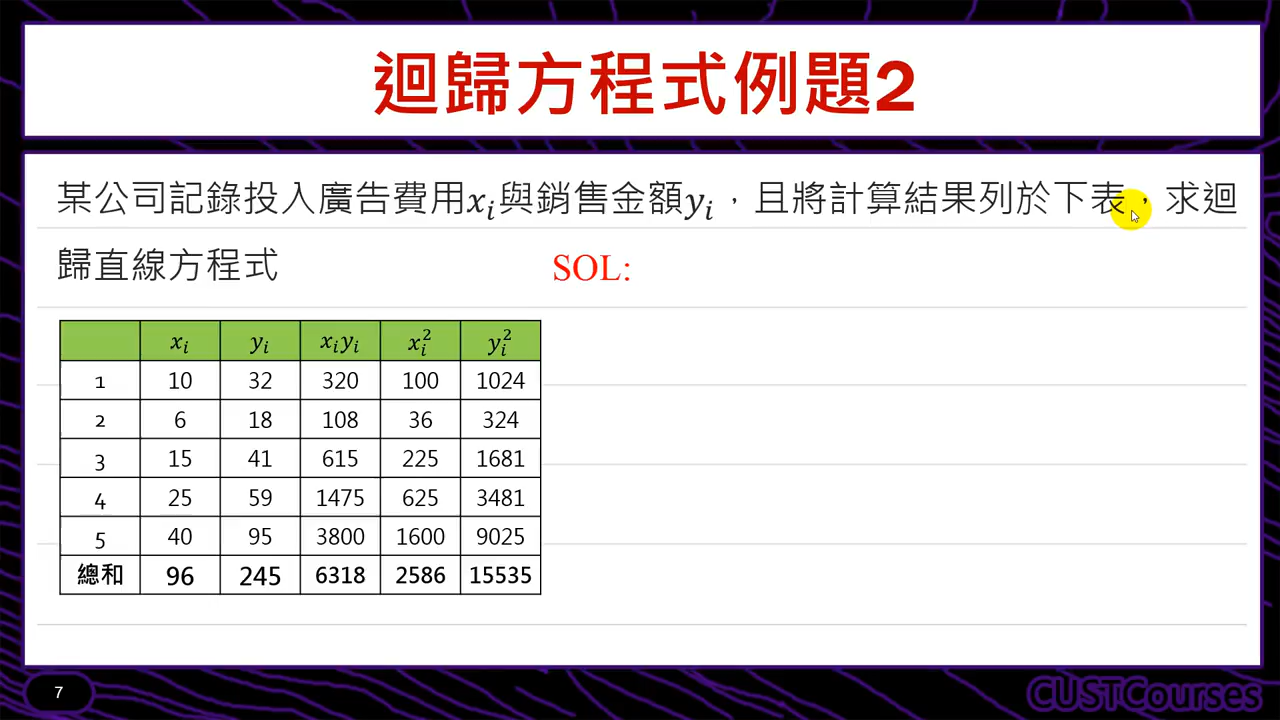 迴歸方程式例題2
某公司記錄投入廣告費用xᵢ與銷售金額yᵢ，且將計算結果列於下表，求迴
歸直線方程式
SOL:
xᵢ yᵢ xᵢyᵢ xᵢ² yᵢ²
1 10 32 320 100 1024
2 6 18 108 36 324
3 15 41 615 225 1681
4 25 59 1475 625 3481
5 40 95 3800 1600 9025
總和 96 245 6318 2586 15535
7
CUSTCourses